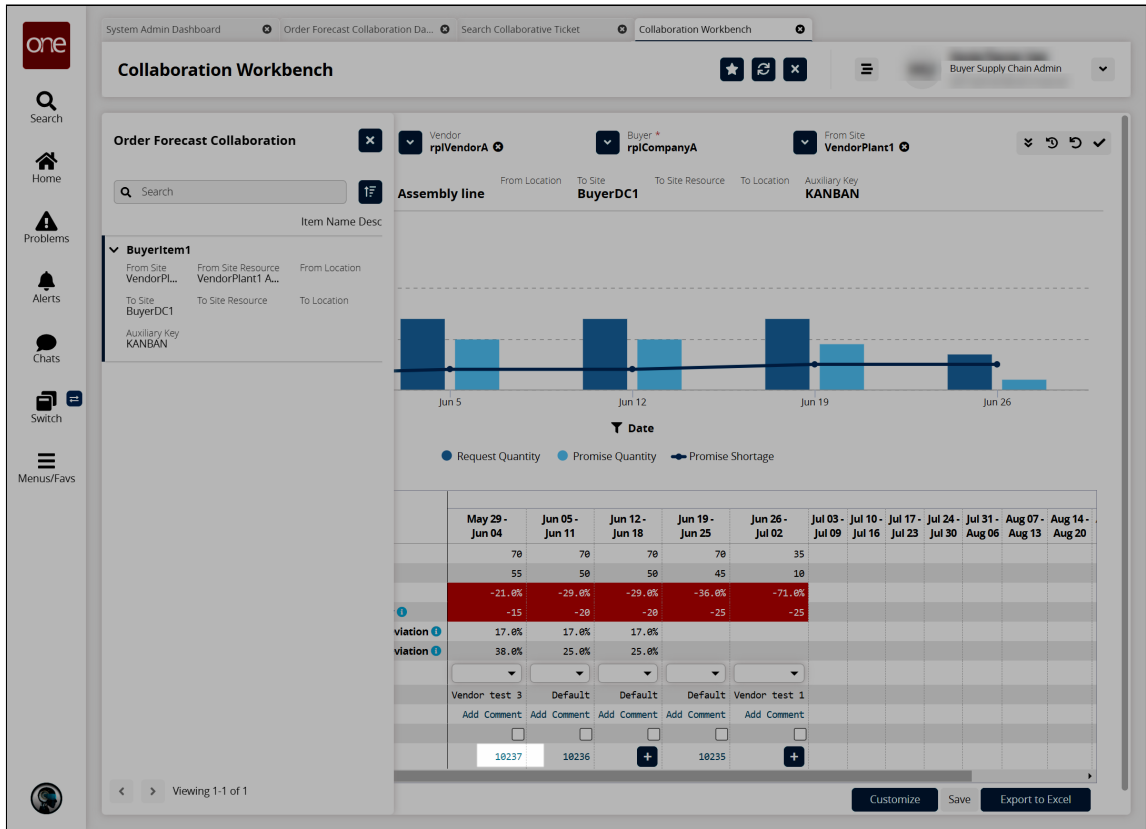 one
System Admin Dashboard
Order Forecast Collaboration Da...
Search Collaborative Ticket
Collaboration Workbench
Collaboration Workbench
Buyer Supply Chain Admin
Search
Home
Problems
Alerts
Chats
Switch
Menus/Favs
Order Forecast Collaboration
Search
Item Name Desc
BuyerItem1
From Site From Site Resource From Location
VendorPl... VendorPlant1 A...
To Site To Site Resource To Location
BuyerDC1
Auxiliary Key
KANBAN
Viewing 1-1 of 1
Vendor Buyer * From Site
rplVendorA rplCompanyA VendorPlant1
From Location To Site To Site Resource To Location Auxiliary Key
Assembly line BuyerDC1 KANBAN
Jun 5 Jun 12 Jun 19 Jun 26
Date
Request Quantity Promise Quantity Promise Shortage
May 29 - Jun 05 - Jun 12 - Jun 19 - Jun 26 - Jul 03 - Jul 10 - Jul 17 - Jul 24 - Jul 31 - Aug 07 - Aug 14 -
Jun 04 Jun 11 Jun 18 Jun 25 Jul 02 Jul 09 Jul 16 Jul 23 Jul 30 Aug 06 Aug 13 Aug 20
70 70 70 70 35
55 50 50 45 10
-21.0% -29.0% -29.0% -36.0% -71.0%
-15 -20 -20 -25 -25
viation 17.0% 17.0% 17.0%
viation 38.0% 25.0% 25.0%
Vendor test 3 Default Default Default Vendor test 1
Add Comment Add Comment Add Comment Add Comment Add Comment
10237 10236 + 10235 +
Customize Save Export to Excel